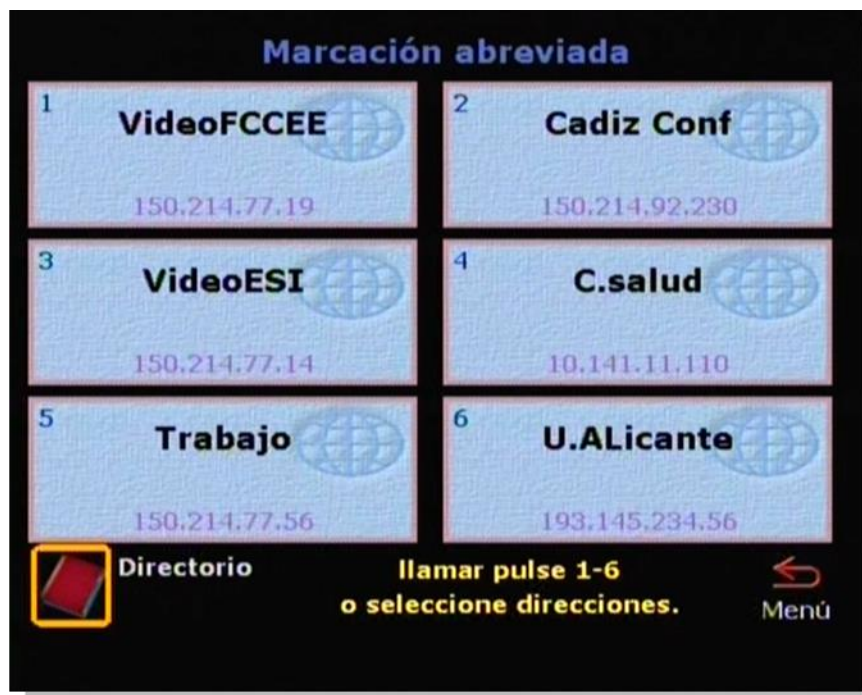 Marcación abreviada
1
VideoFCCEE
150.214.77.19
2
Cadiz Conf
150.214.92.230
3
VideoESI
150.214.77.14
4
C.salud
10.141.11.110
5
Trabajo
150.214.77.56
6
U.ALicante
193.145.234.56
Directorio
llamar pulse 1-6
o seleccione direcciones.
Menú